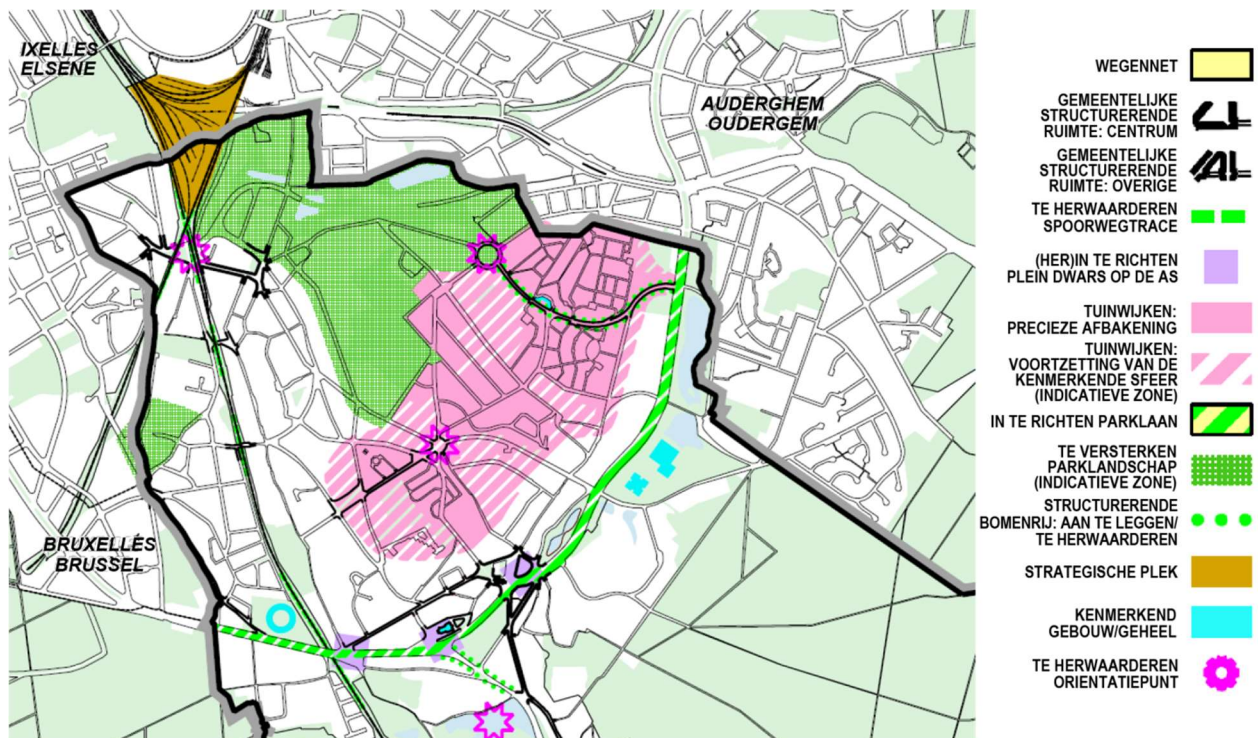 IXELLES
ELSENE
AUDERGHEM
OUDERGEM
BRUXELLES
BRUSSEL
WEGENNET
GEMEENTELIJKE
STRUCTURERENDE
RUIMTE: CENTRUM
GEMEENTELIJKE
STRUCTURERENDE
RUIMTE: OVERIGE
TE HERWAARDEREN
SPOORWEGTRACE
(HER)IN TE RICHTEN
PLEIN DWARS OP DE AS
TUINWIJKEN:
PRECIEZE AFBAKENING
TUINWIJKEN:
VOORTZETTING VAN DE
KENMERKENDE SFEER
(INDICATIEVE ZONE)
IN TE RICHTEN PARKLAAN
TE VERSTERKEN
PARKLANDSCHAP
(INDICATIEVE ZONE)
STRUCTURERENDE
BOMENRIJ: AAN TE LEGGEN/
TE HERWAARDEREN
STRATEGISCHE PLEK
KENMERKEND
GEBOUW/GEHEEL
TE HERWAARDEREN
ORIENTATIEPUNT